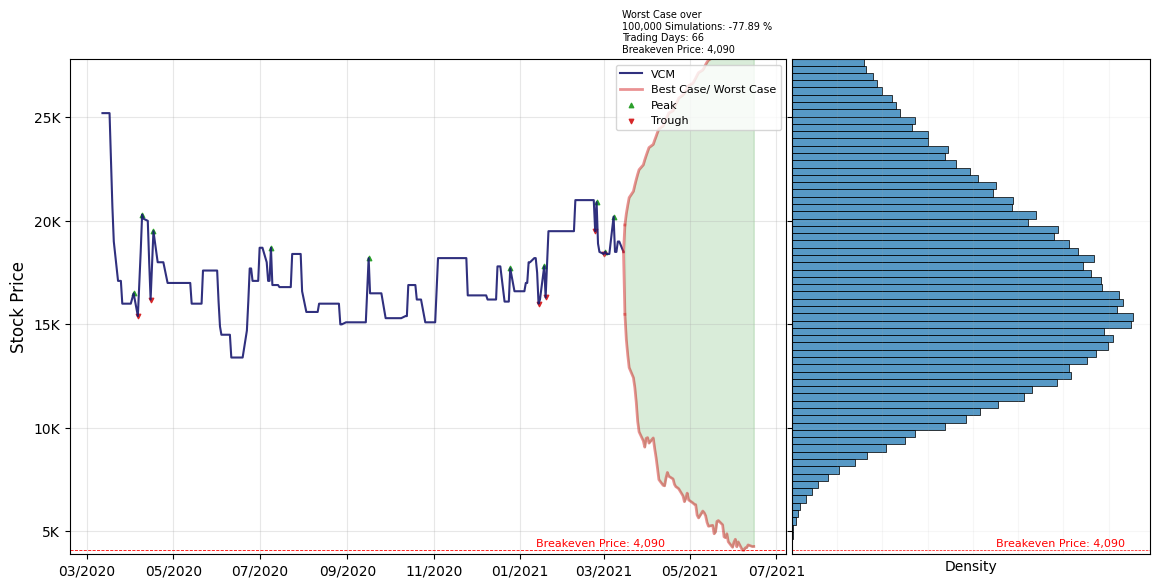 Worst Case over
100,000 Simulations: -77.89 %
Trading Days: 66
Breakeven Price: 4,090
VCM
Best Case/ Worst Case
Peak
Trough
Stock Price
25K
20K
15K
10K
5K
Breakeven Price: 4,090
Breakeven Price: 4,090
03/2020
05/2020
07/2020
09/2020
11/2020
01/2021
03/2021
05/2021
07/2021
Density